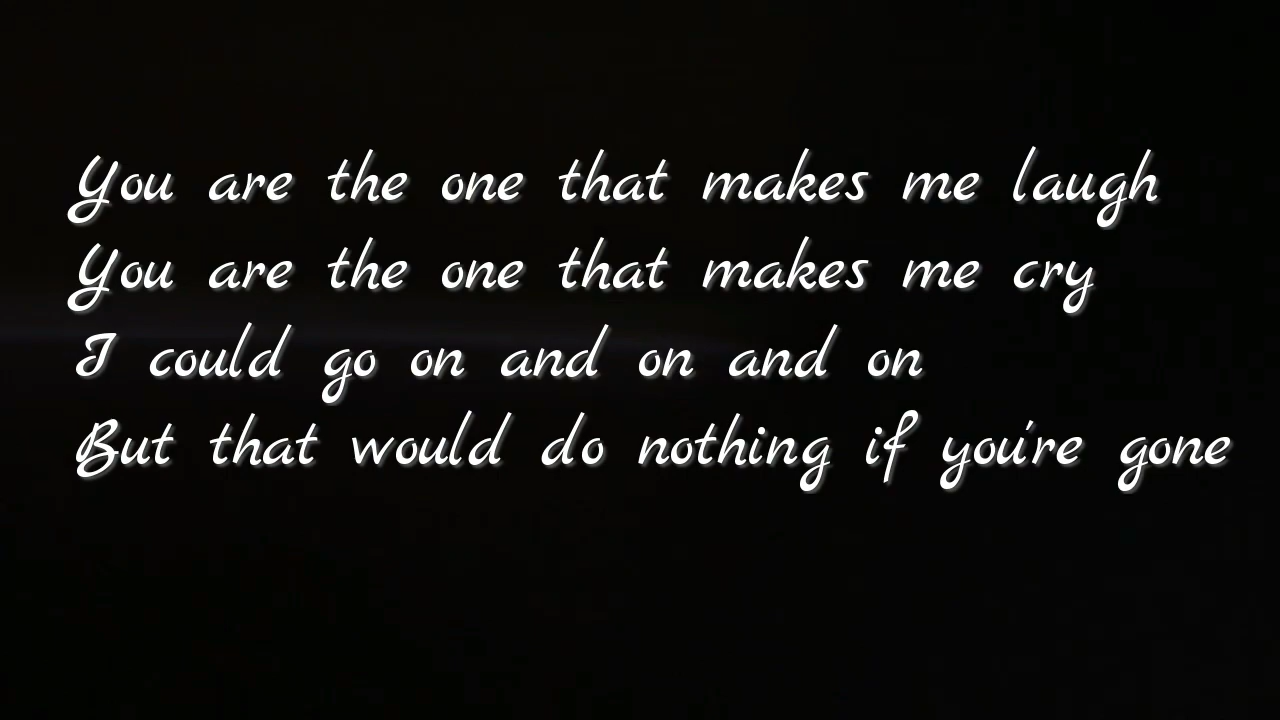 You are the one that makes me laugh
You are the one that makes me cry
I could go on and on and on
But that would do nothing if you're gone